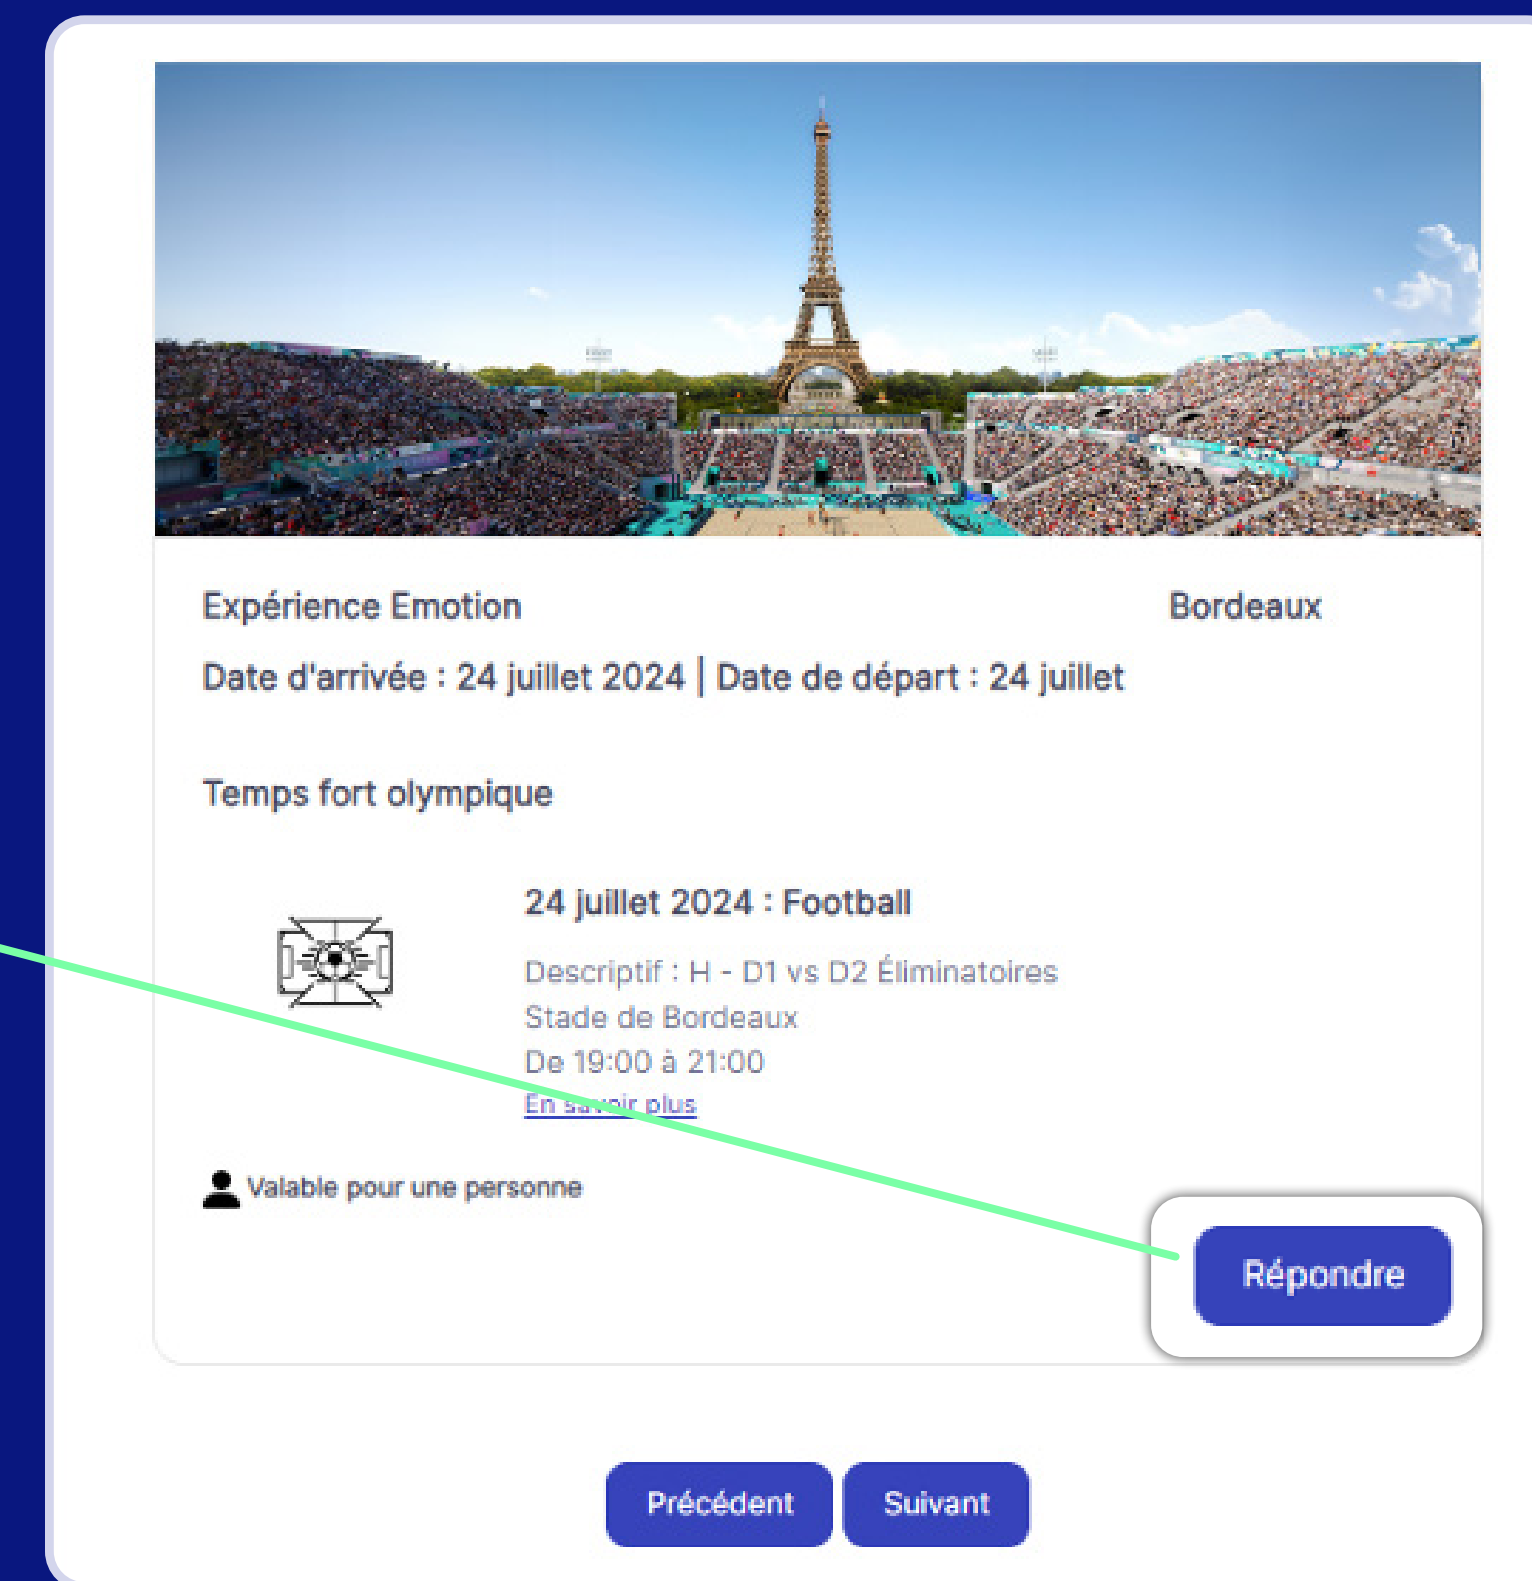 Expérience Emotion
Bordeaux
Date d'arrivée : 24 juillet 2024 | Date de départ : 24 juillet
Temps fort olympique
24 juillet 2024 : Football
Descriptif : H - D1 vs D2 Éliminatoires
Stade de Bordeaux
De 19:00 à 21:00
En savoir plus
Valable pour une personne
Répondre
Précédent
Suivant